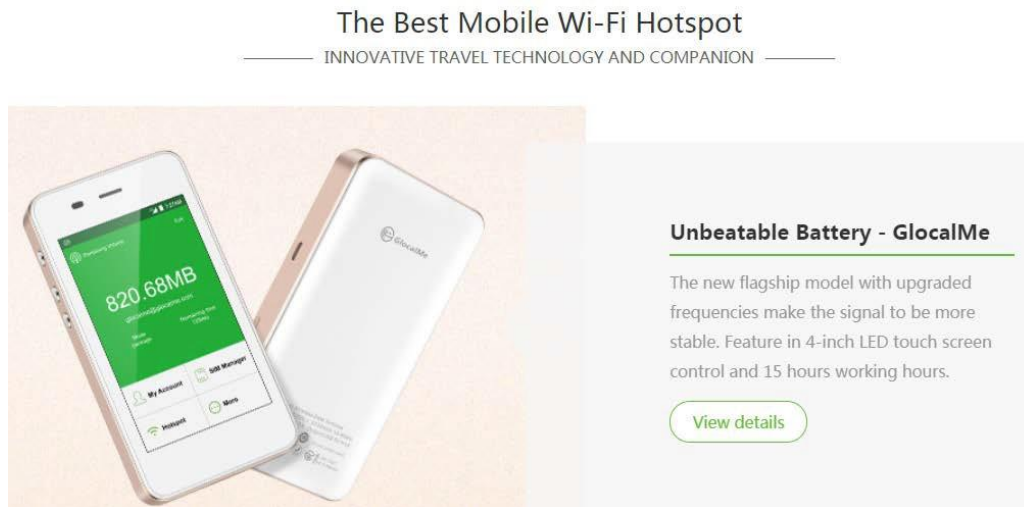 The Best Mobile Wi-Fi Hotspot
INNOVATIVE TRAVEL TECHNOLOGY AND COMPANION
820.68MB
My Account
SIM Manager
Hotspot
More
GlocalMe
Unbeatable Battery - GlocalMe
The new flagship model with upgraded
frequencies make the signal to be more
stable. Feature in 4-inch LED touch screen
control and 15 hours working hours.
View details